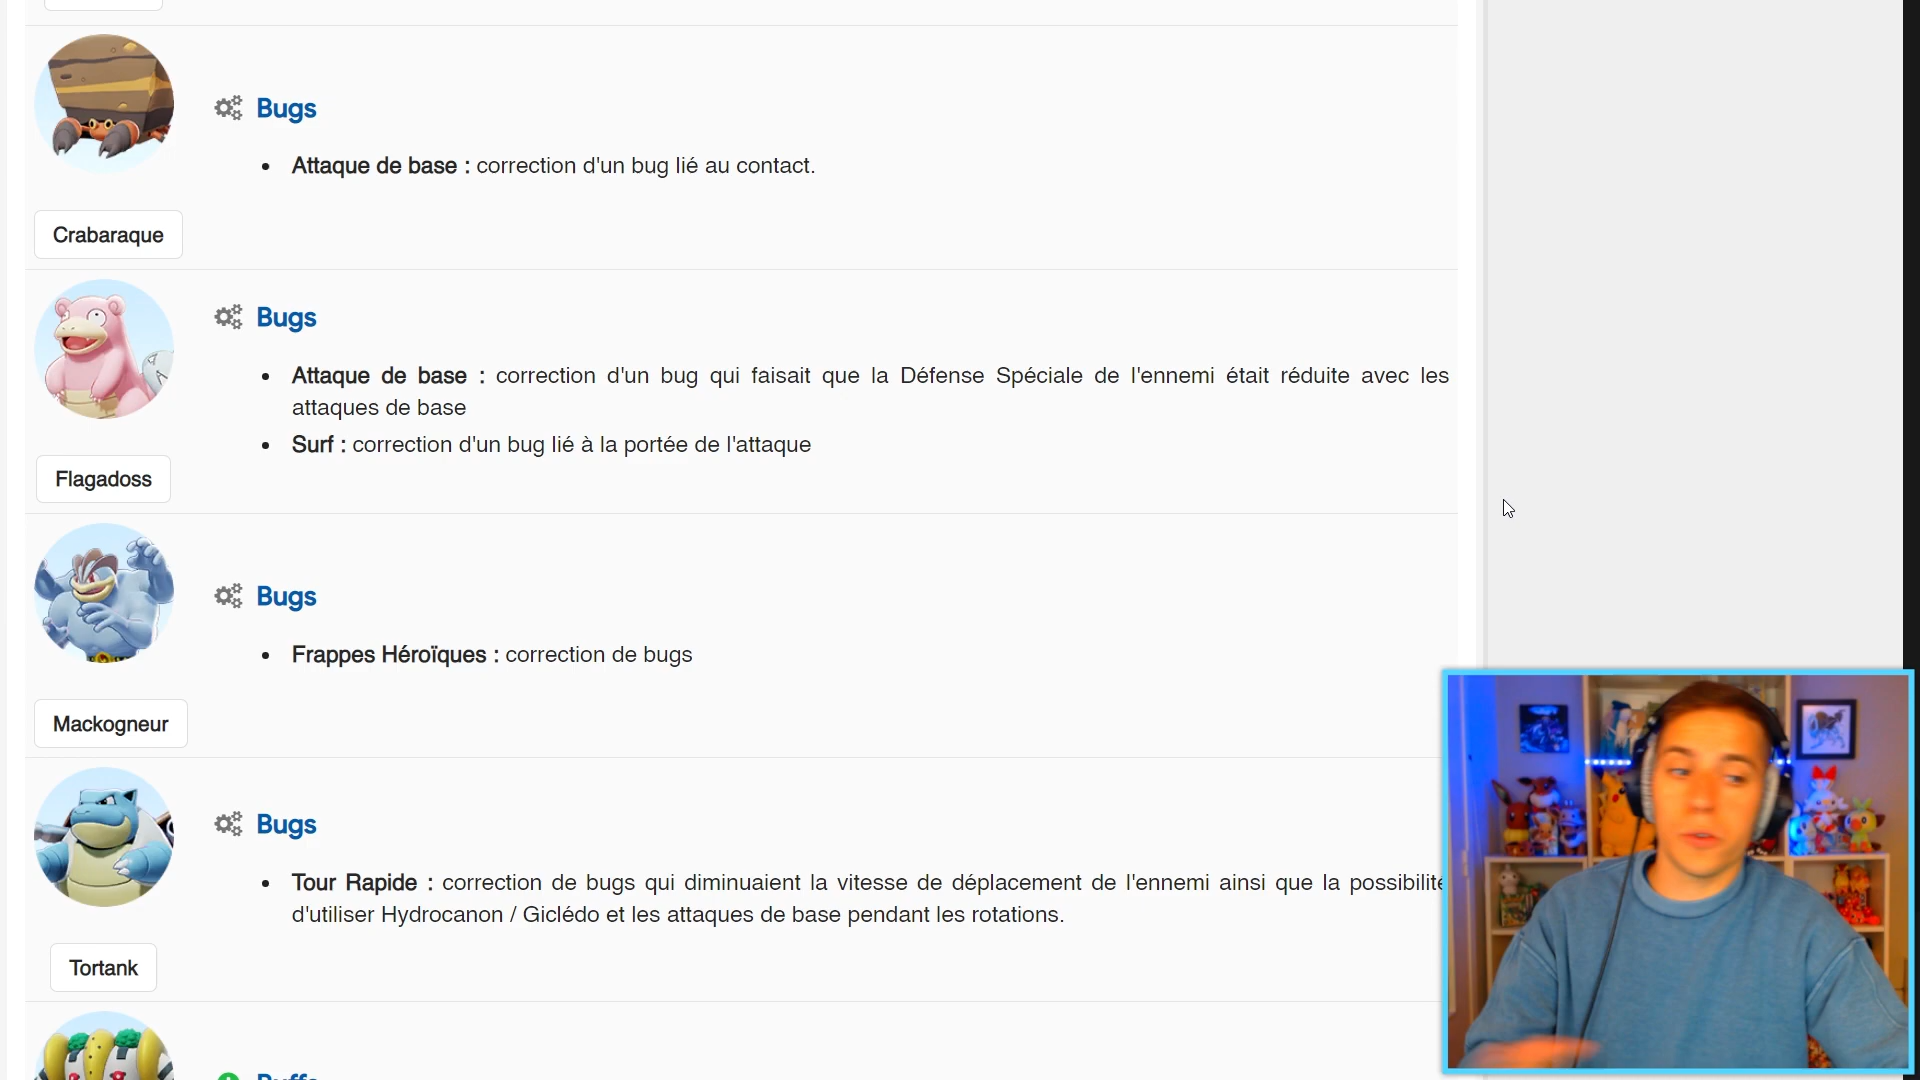 Bugs
Attaque de base : correction d'un bug lié au contact.
Crabaraque
Bugs
Attaque de base : correction d'un bug qui faisait que la Défense Spéciale de l'ennemi était réduite avec les
attaques de base
Surf : correction d'un bug lié à la portée de l'attaque
Flagadoss
Bugs
Frappes Héroïques : correction de bugs
Mackogneur
Bugs
Tour Rapide : correction de bugs qui diminuaient la vitesse de déplacement de l'ennemi ainsi que la possibilité
d'utiliser Hydrocanon / Giclédo et les attaques de base pendant les rotations.
Tortank
Buffs